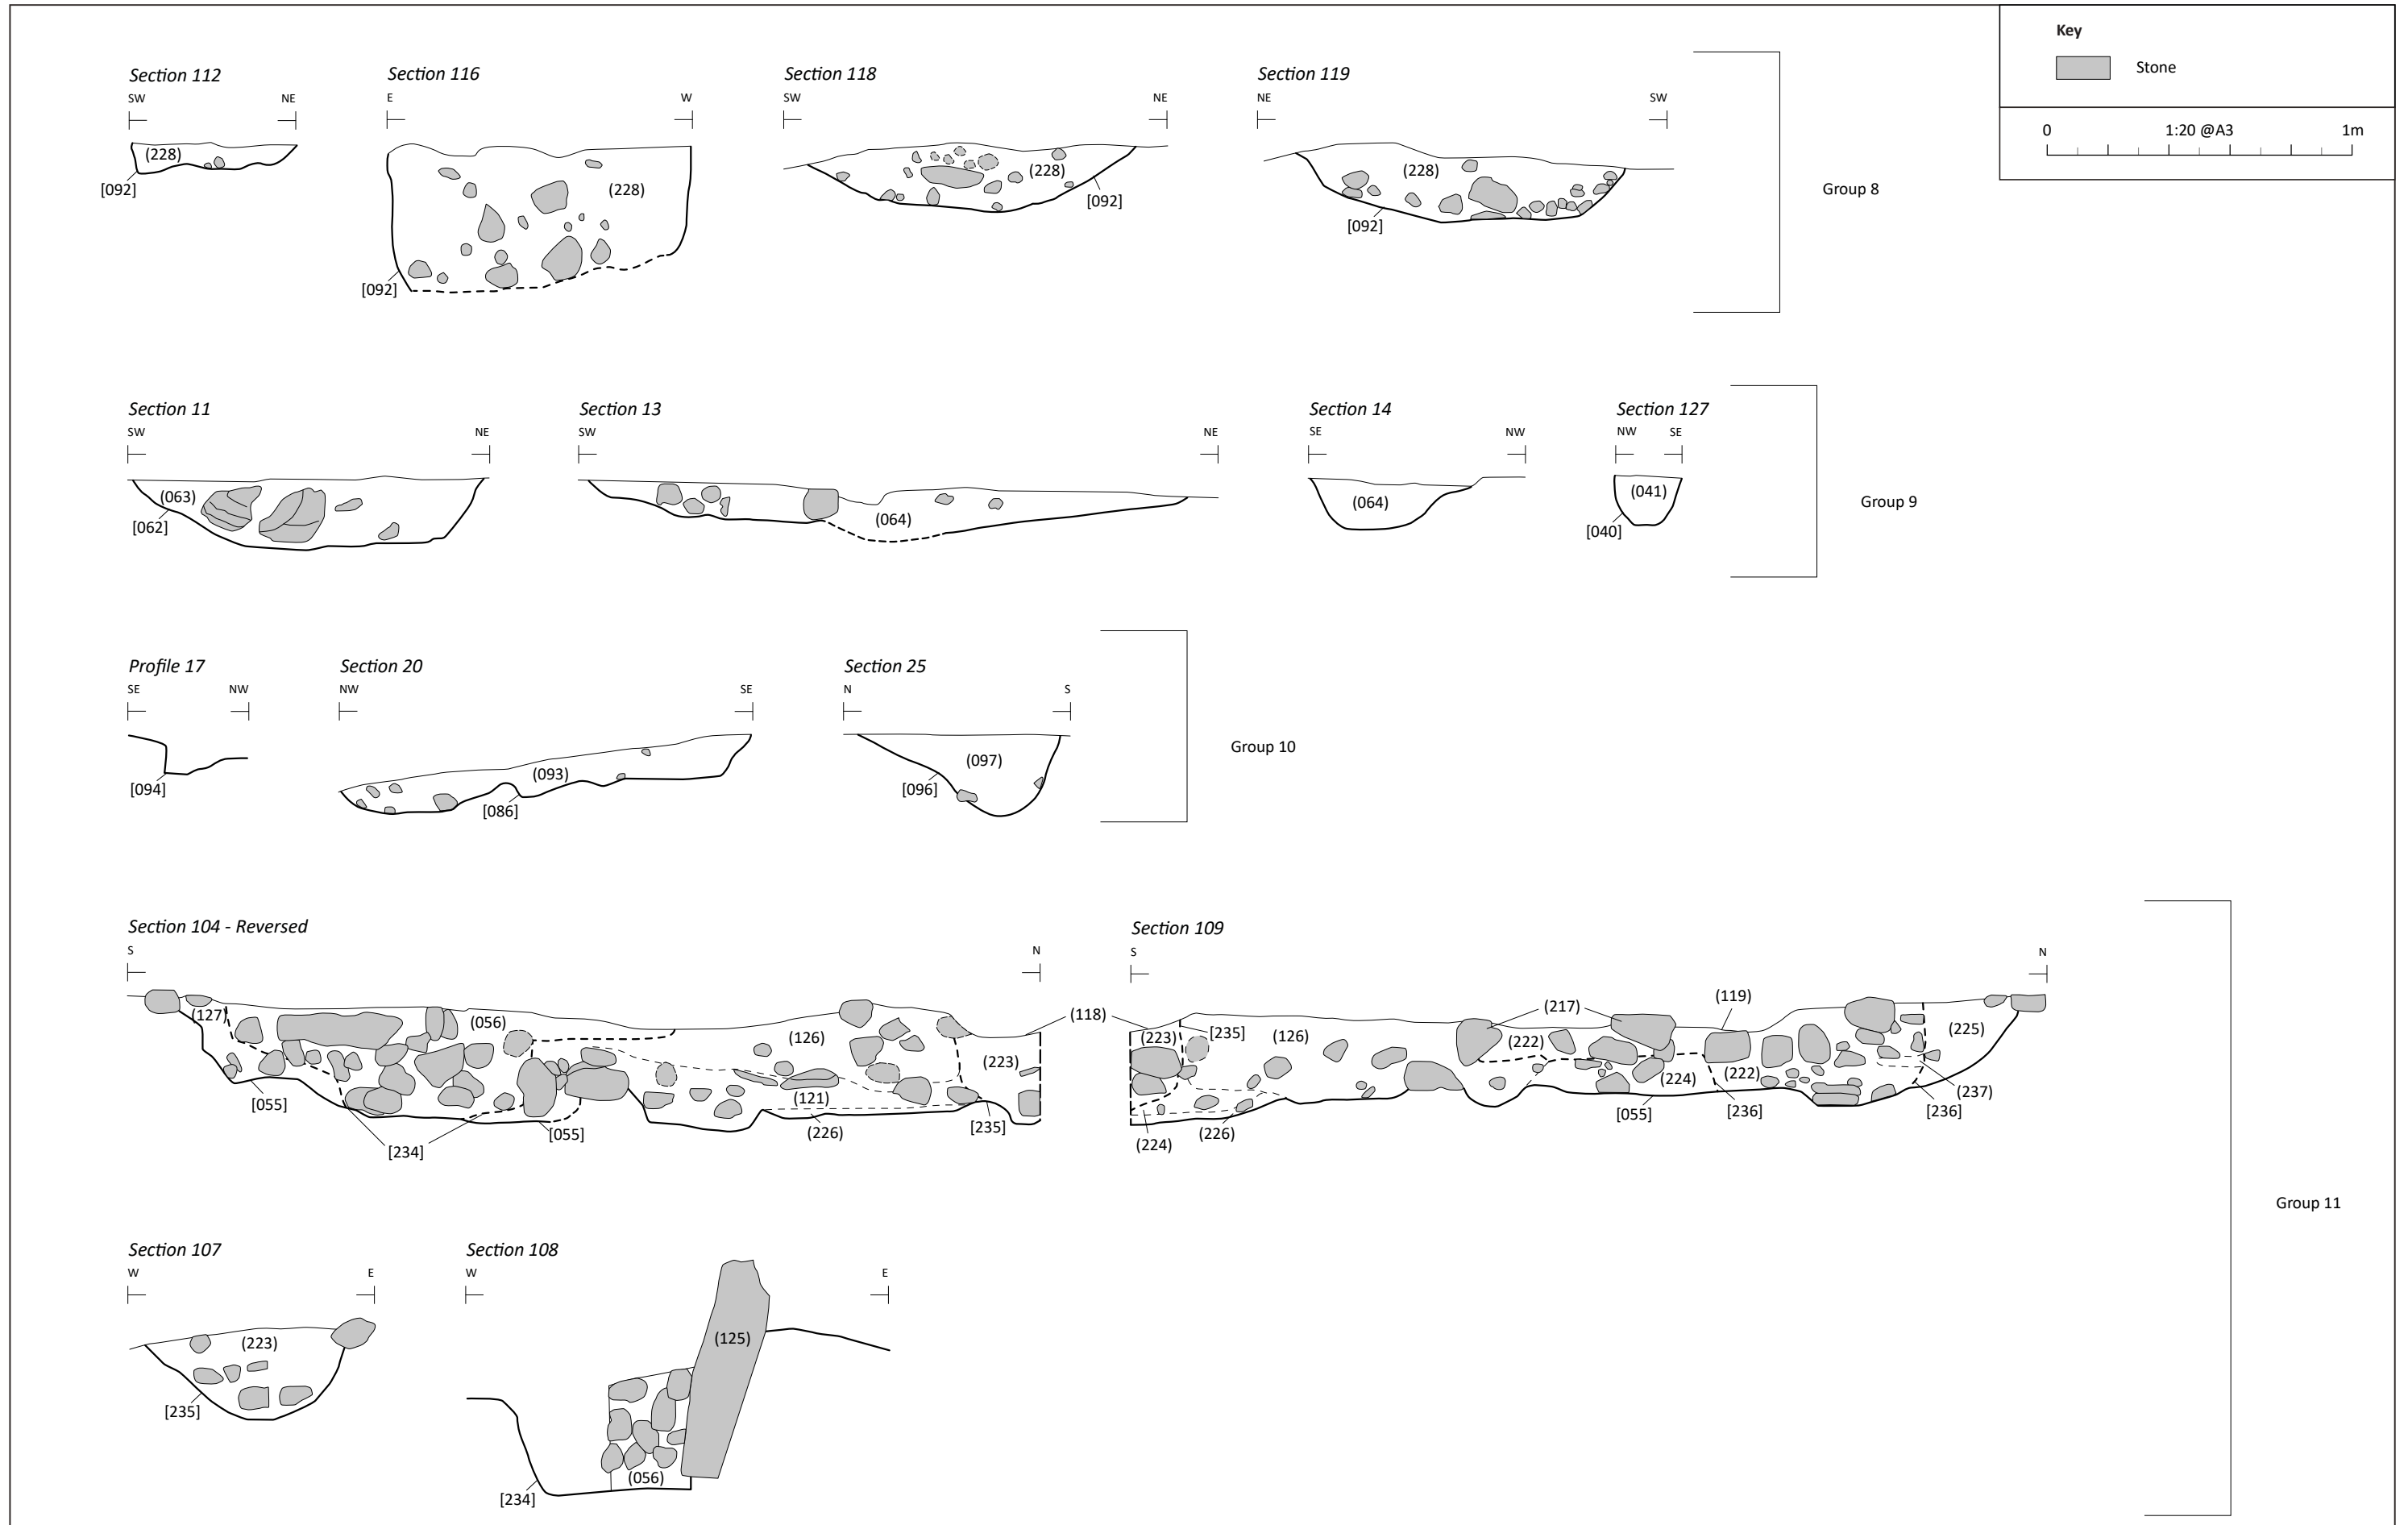 Key
Stone
0 1:20 @A3 1m
Section 112
SW NE
(228)
[092]
Section 116
E W
(228)
[092]
Section 118
SW NE
(228)
[092]
Section 119
NE SW
(228)
[092]
Group 8
Section 11
SW NE
(063)
[062]
Section 13
SW NE
(064)
Section 14
SE NW
(064)
Section 127
NW SE
(041)
[040]
Group 9
Profile 17
SE NW
[094]
Section 20
NW SE
(093)
[086]
Section 25
N S
(097)
[096]
Group 10
Section 104 - Reversed
S N
(127)
(056)
(126)
(223)
(121)
[055]
[055]
(226)
[235]
[234]
(118)
Section 109
S N
(223)
[235]
(126)
(217)
(119)
(222)
(224)
(222)
(225)
(237)
[236]
[236]
[055]
(226)
(224)
Group 11
Section 107
W E
(223)
[235]
Section 108
W E
(125)
(056)
[234]